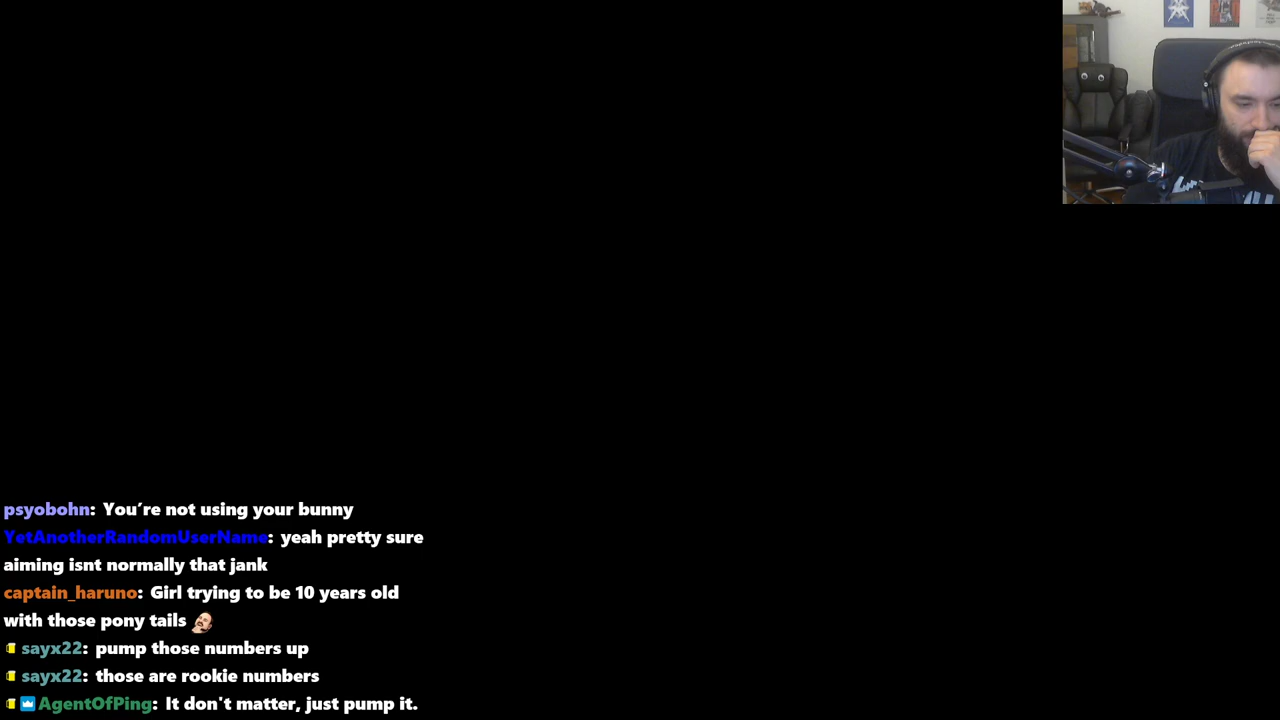 psyobohn: You’re not using your bunny
YetAnotherRandomUserName: yeah pretty sure
aiming isnt normally that jank
captain_haruno: Girl trying to be 10 years old
with those pony tails
sayx22: pump those numbers up
sayx22: those are rookie numbers
AgentOfPing: It don't matter, just pump it.